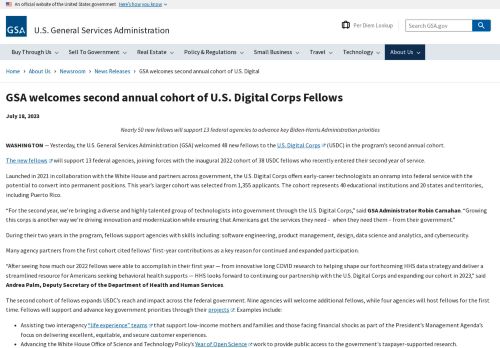 An official website of the United States government Here's how you know
GSA
U.S. General Services Administration
Per Diem Lookup
Search GSA.gov
Buy Through Us Sell To Government Real Estate Policy & Regulations Small Business Travel Technology About Us
Home › About Us › Newsroom › News Releases › GSA welcomes second annual cohort of U.S. Digital
GSA welcomes second annual cohort of U.S. Digital Corps Fellows
July 18, 2023
Nearly 50 new fellows will support 13 federal agencies to advance key Biden-Harris Administration priorities
WASHINGTON — Yesterday, the U.S. General Services Administration (GSA) welcomed 48 new fellows to the U.S. Digital Corps (USDC) in the program's second annual cohort.
The new fellows will support 13 federal agencies, joining forces with the inaugural 2022 cohort of 38 USDC fellows who recently entered their second year of service.
Launched in 2021 in collaboration with the White House and partners across government, the U.S. Digital Corps offers early-career technologists an onramp into federal service with the
potential to convert into permanent positions. This year's larger cohort was selected from 1,355 applicants. The cohort represents 40 educational institutions and 20 states and territories,
including Puerto Rico.
"For the second year, we're bringing a diverse and highly talented group of technologists into government through the U.S. Digital Corps," said GSA Administrator Robin Carnahan. "Growing
this corps is another way we're driving innovation and modernization while ensuring that Americans get the services they need – when they need them – from their government."
During their two years in the program, fellows support agencies with skills including: software engineering, product management, design, data science and analytics, and cybersecurity.
Many agency partners from the first cohort cited fellows' first-year contributions as a key reason for continued and expanded participation.
"After seeing how much our 2022 fellows were able to accomplish in their first year — from innovative long COVID research to helping shape our forthcoming HHS data strategy and deliver a
streamlined resource for Americans seeking behavioral health supports — HHS looks forward to continuing our partnership with the U.S. Digital Corps and expanding our cohort in 2023," said
Andrea Palm, Deputy Secretary of the Department of Health and Human Services.
The second cohort of fellows expands USDC's reach and impact across the federal government. Nine agencies will welcome additional fellows, while four agencies will host fellows for the first
time. Fellows will support and advance key government priorities through their projects. Examples include:
• Assisting two interagency "life experience" teams that support low-income mothers and families and those facing financial shocks as part of the President's Management Agenda's
focus on delivering excellent, equitable, and secure customer experiences.
• Advancing the White House Office of Science and Technology Policy's Year of Open Science work to provide public access to the government's taxpayer-supported research.